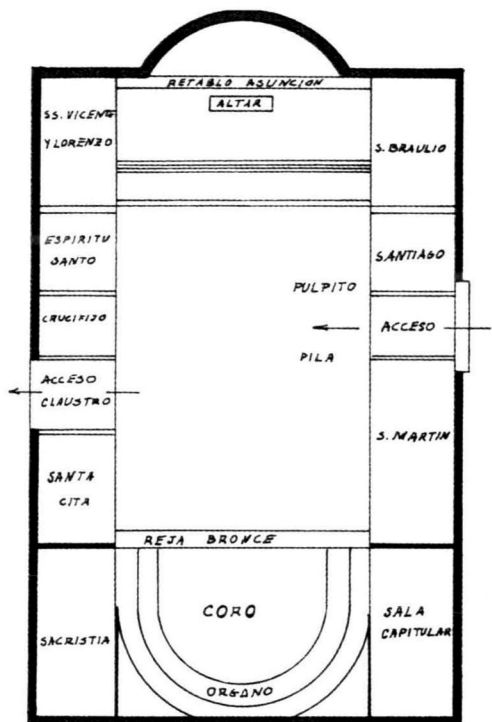 RETABLO ASUNCION
ALTAR
SS. VICENTE
Y LORENZO
S. BRAULIO
ESPIRITU
SANTO
SANTIAGO
PULPITO
CRUCIFIJO
ACCESO
PILA
ACCESO
CLAUSTRO
S. MARTIN
SANTA
CITA
REJA BRONCE
CORO
SALA
CAPITULAR
SACRISTIA
ORGANO